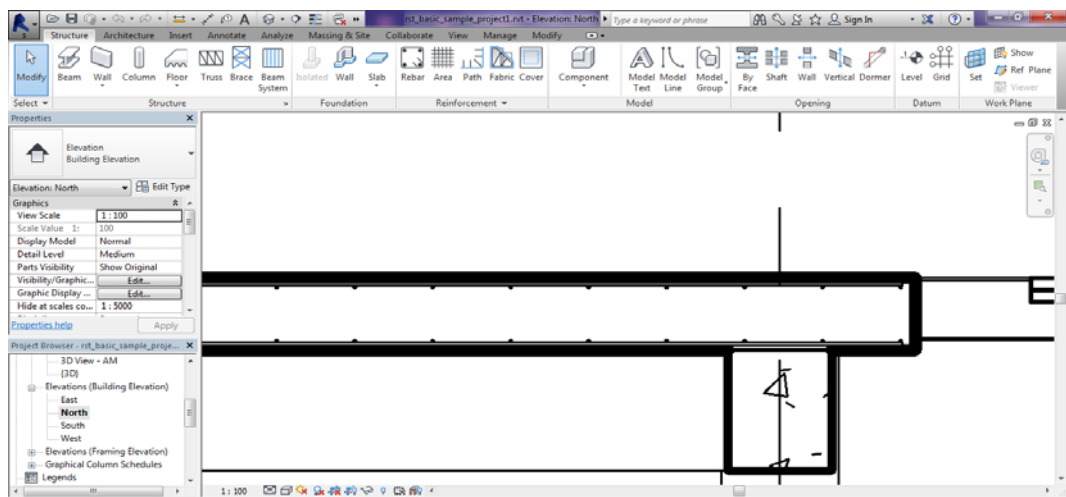 rst_basic_sample_project1.rvt - Elevation: North
Type a keyword or phrase
Sign In
Structure Architecture Insert Annotate Analyze Massing & Site Collaborate View Manage Modify
Modify Beam Wall Column Floor Truss Brace Beam System Isolated Wall Slab Rebar Area Path Fabric Cover Component Model Text Model Line Model Group By Face Shaft Wall Vertical Dormer Level Grid Set
Show
Ref Plane
Viewer
Select Structure Foundation Reinforcement Model Opening Datum Work Plane
Properties
Elevation
Building Elevation
Elevation: North Edit Type
Graphics
View Scale 1 : 100
Scale Value 1: 100
Display Model Normal
Detail Level Medium
Parts Visibility Show Original
Visibility/Graphic... Edit...
Graphic Display ... Edit...
Hide at scales co... 1 : 5000
Properties help Apply
Project Browser - rst_basic_sample_proje...
3D View - AM
{3D}
Elevations (Building Elevation)
East
North
South
West
Elevations (Framing Elevation)
Graphical Column Schedules
Legends
1 : 100